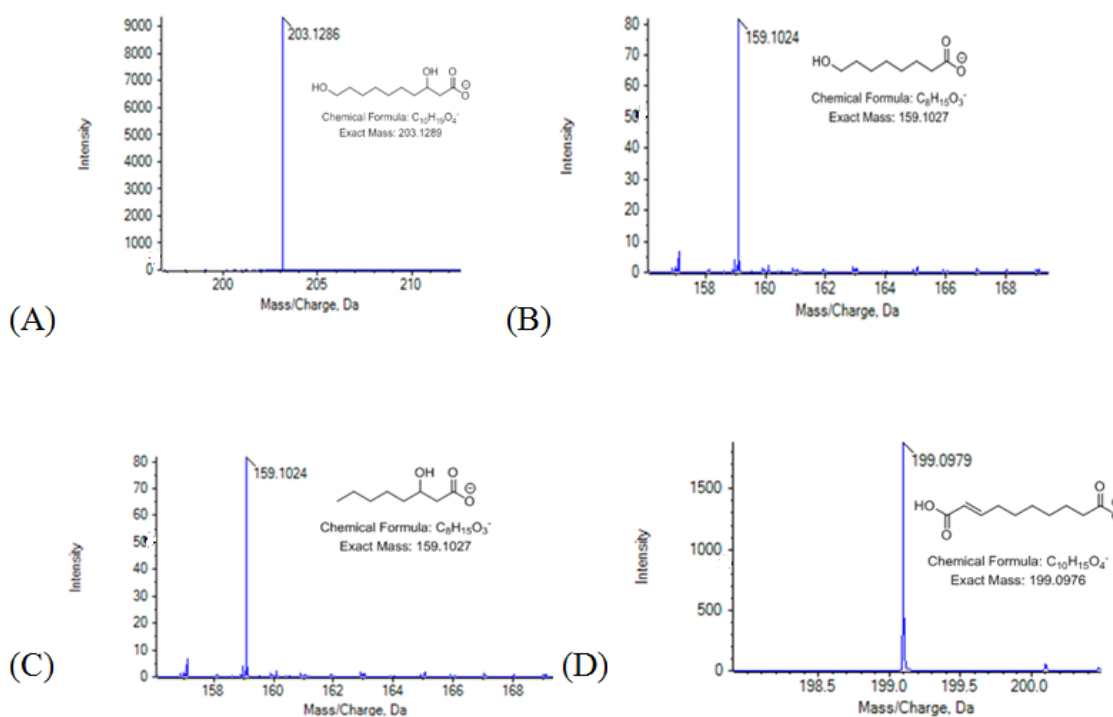 9000
8000
7000
6000
5000
4000
3000
2000
1000
0
Intensity
203.1286
HO
OH
O
O⊖
Chemical Formula: C₁₀H₁₉O₄⁻
Exact Mass: 203.1289
200
205
210
Mass/Charge, Da
(A)
80
70
60
50
40
30
20
10
0
Intensity
159.1024
HO
O
O⊖
Chemical Formula: C₈H₁₅O₃⁻
Exact Mass: 159.1027
158
160
162
164
166
168
Mass/Charge, Da
(B)
80
70
60
50
40
30
20
10
0
Intensity
159.1024
OH
O
O⊖
Chemical Formula: C₈H₁₅O₃⁻
Exact Mass: 159.1027
158
160
162
164
166
168
Mass/Charge, Da
(C)
1500
1000
500
0
Intensity
199.0979
HO
O
O
Chemical Formula: C₁₀H₁₅O₄⁻
Exact Mass: 199.0976
198.5
199.0
199.5
200.0
Mass/Charge, Da
(D)